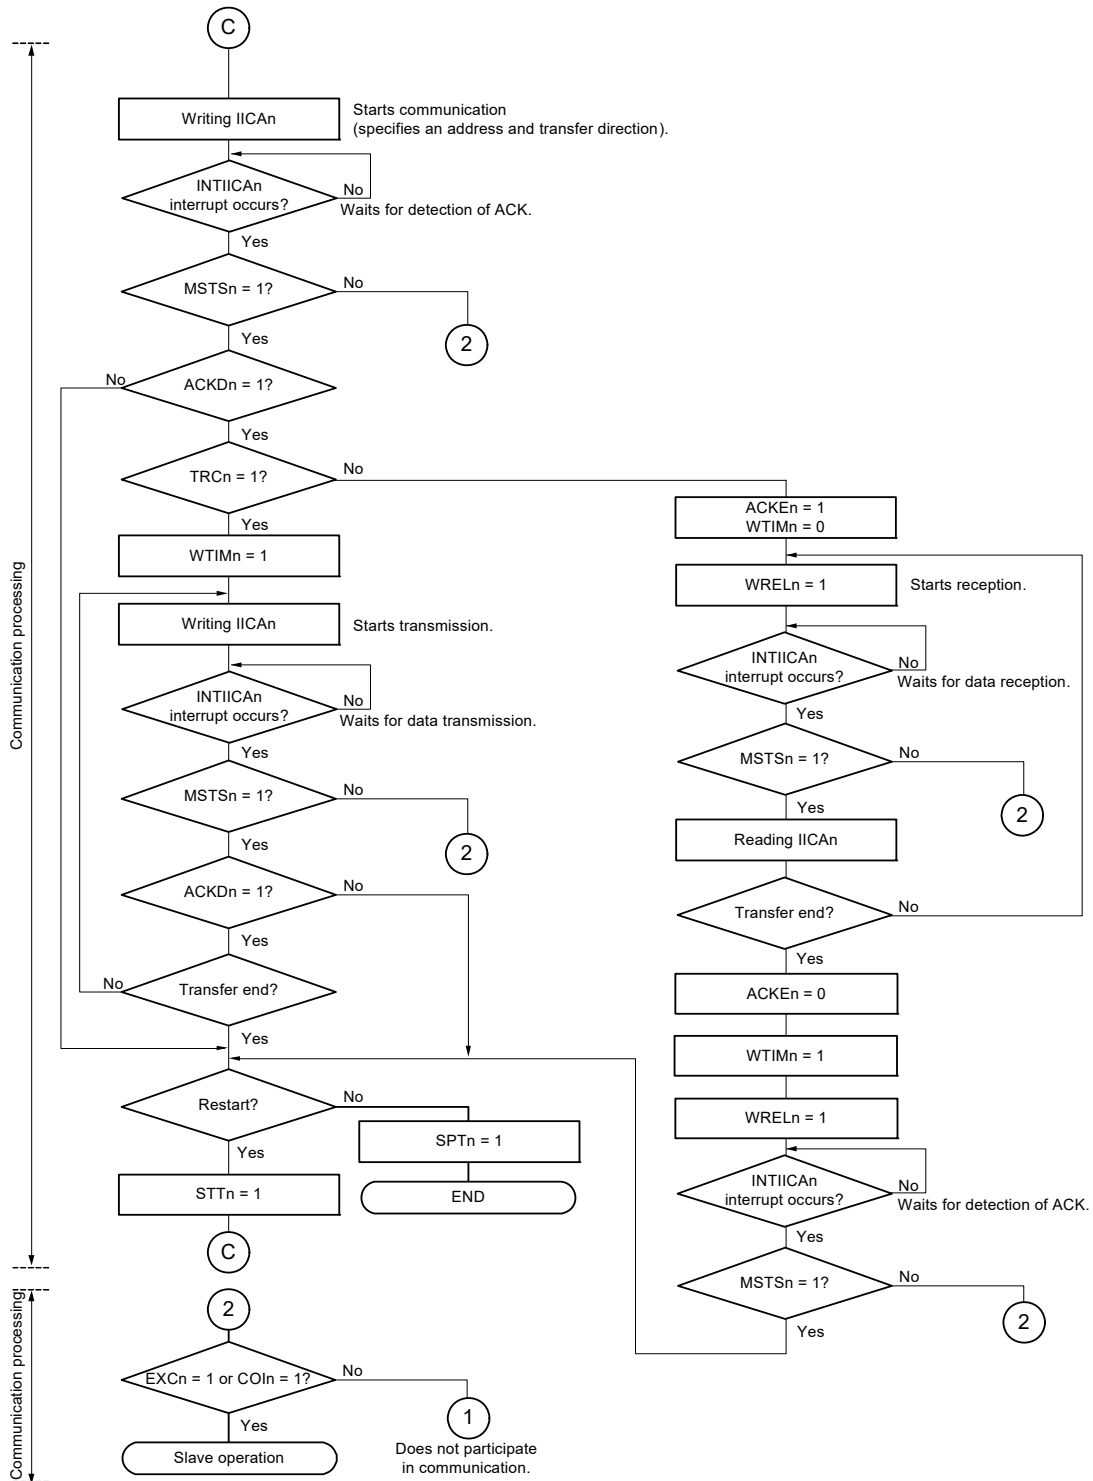 C
Writing IICAn
Starts communication
(specifies an address and transfer direction).
INTIICAn
interrupt occurs?
No
Waits for detection of ACK.
Yes
MSTSn = 1?
No
2
Yes
ACKDn = 1?
No
Yes
TRCn = 1?
No
Yes
WTIMn = 1
Writing IICAn
Starts transmission.
INTIICAn
interrupt occurs?
No
Waits for data transmission.
Yes
MSTSn = 1?
No
2
Yes
ACKDn = 1?
No
Yes
Transfer end?
No
Yes
Restart?
No
SPTn = 1
END
Yes
STTn = 1
C
ACKEn = 1
WTIMn = 0
WRELn = 1
Starts reception.
INTIICAn
interrupt occurs?
No
Waits for data reception.
Yes
MSTSn = 1?
No
2
Yes
Reading IICAn
Transfer end?
No
Yes
ACKEn = 0
WTIMn = 1
WRELn = 1
INTIICAn
interrupt occurs?
No
Waits for detection of ACK.
Yes
MSTSn = 1?
No
2
Yes
Communication processing
2
EXCn = 1 or COIn = 1?
No
1
Does not participate
in communication.
Yes
Slave operation
Communication processing